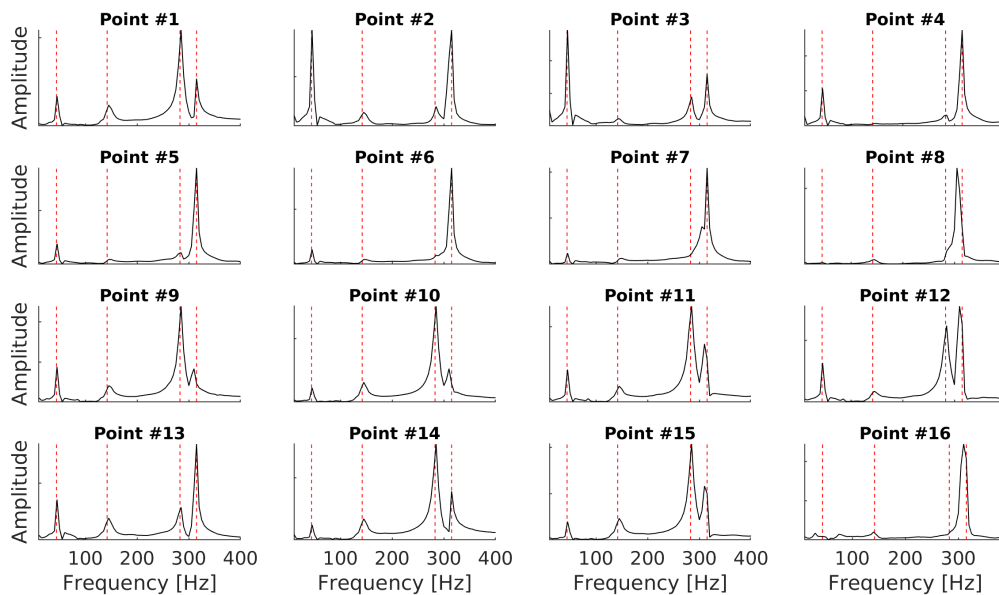 Point #1 Point #2 Point #3 Point #4
Amplitude
Point #5 Point #6 Point #7 Point #8
Amplitude
Point #9 Point #10 Point #11 Point #12
Amplitude
Point #13 Point #14 Point #15 Point #16
Amplitude
100 200 300 400 100 200 300 400 100 200 300 400 100 200 300
Frequency [Hz] Frequency [Hz] Frequency [Hz] Frequency [Hz]